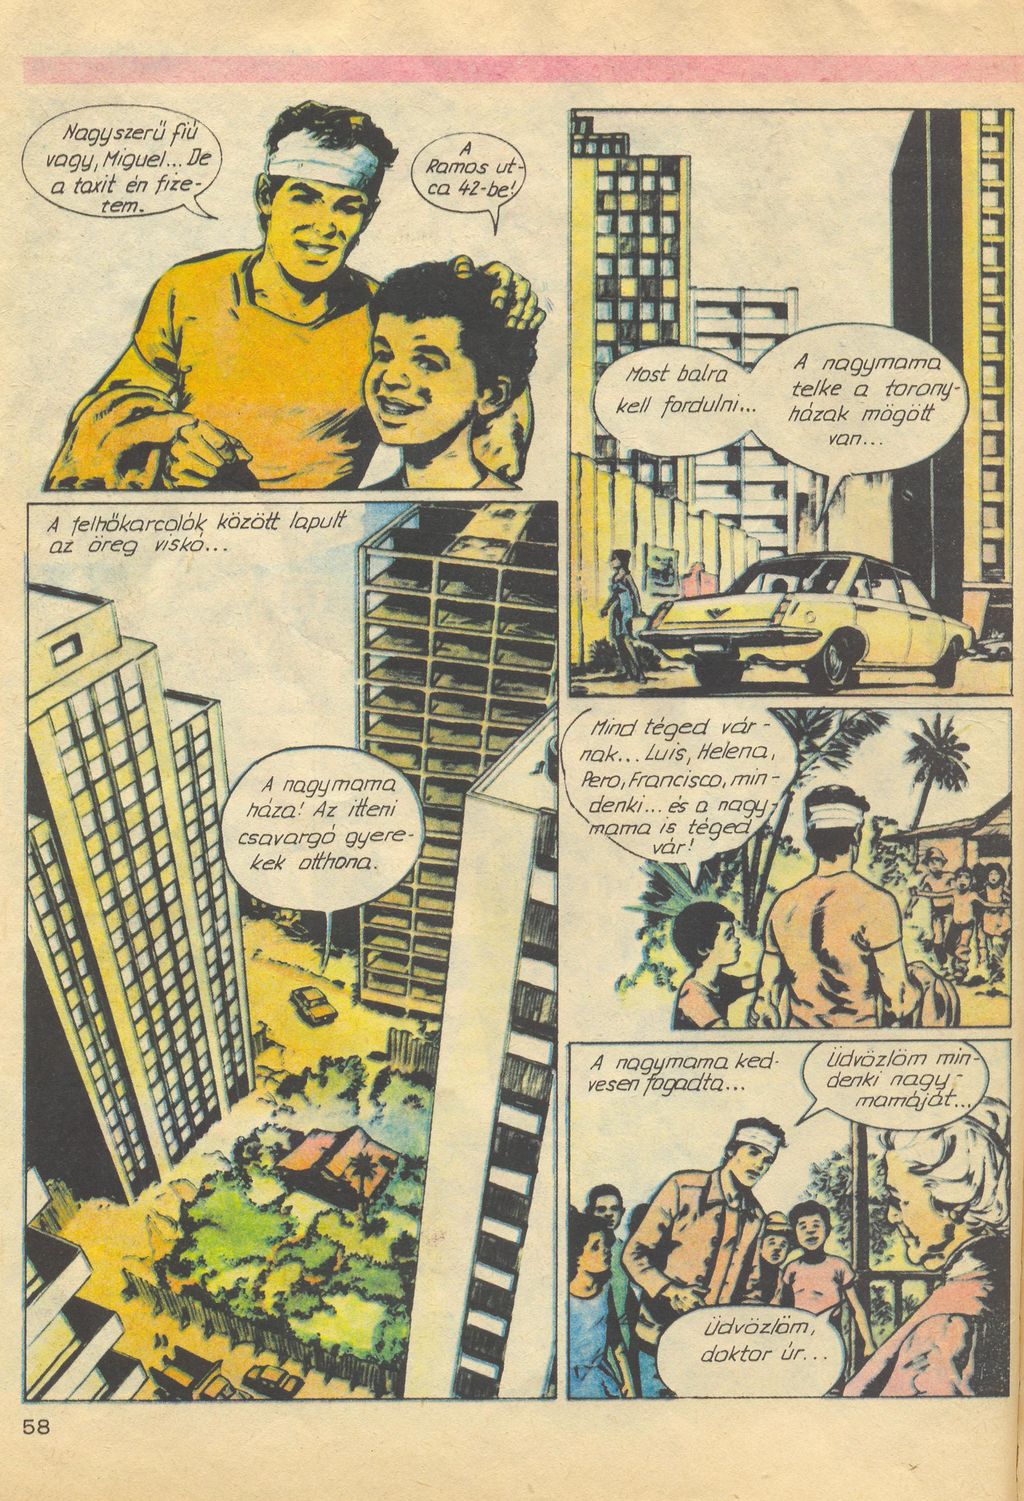 Nagyszerű fiú
vagy, Miguel... De
a taxit én fize-
tem.
A
Ramos ut-
ca 42-be!
Most balra
kell fordulni...
A nagymama
telke a torony-
házak mögött
van...
A felhőkarcolók között lapult
az öreg viskó...
A nagymama
háza! Az itteni
csavargó gyere-
kek otthona.
Mind téged vár-
nak... Luis, Helena,
Pero, Francisco, min-
denki... és a nagy-
mama is téged
vár!
A nagymama ked-
vesen fogadta...
Üdvözlöm min-
denki nagy-
mamáját...
Üdvözlöm,
doktor úr...
58